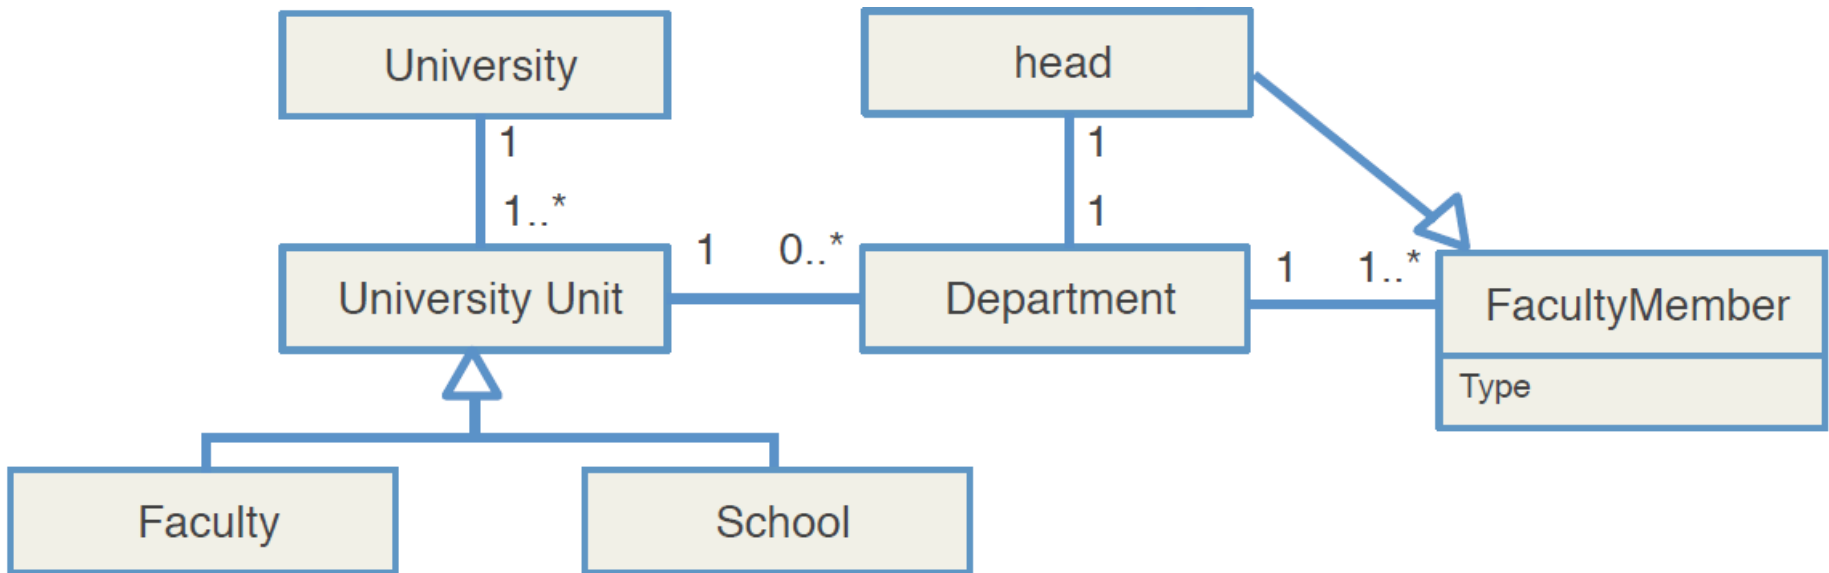 University
head
1
1
1..*
1
University Unit
1
0..*
Department
1
1..*
FacultyMember
Type
Faculty
School